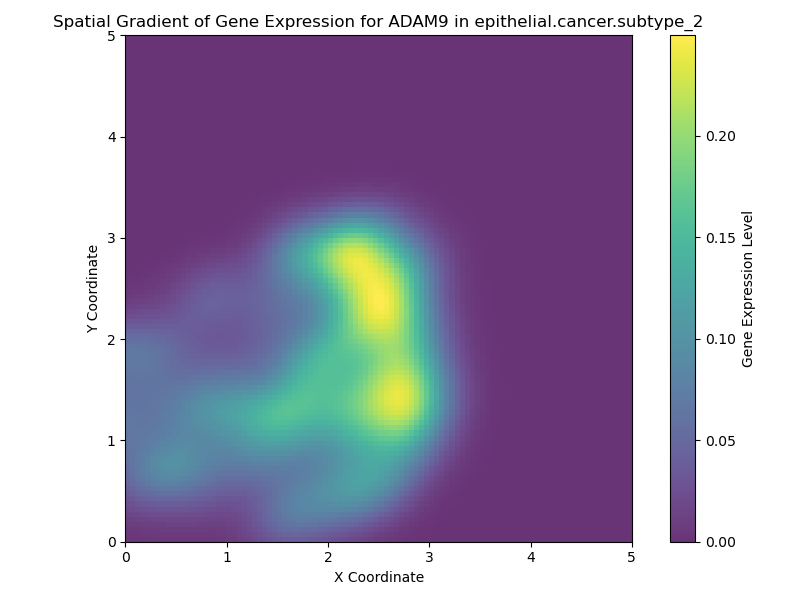 Spatial Gradient of Gene Expression for ADAM9 in epithelial.cancer.subtype_2
5
4
3
2
1
0
Y Coordinate
0 1 2 3 4 5
X Coordinate
0.20
0.15
0.10
0.05
0.00
Gene Expression Level